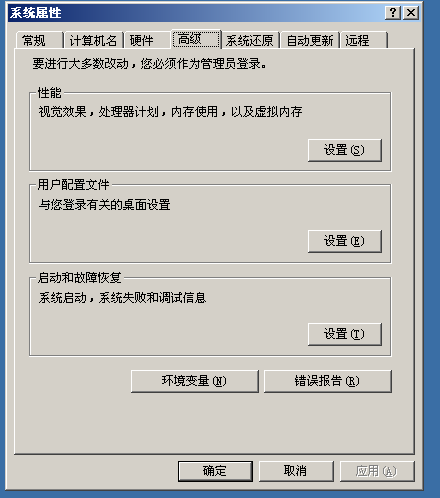 系统属性
常规 计算机名 硬件 高级 系统还原 自动更新 远程
要进行大多数改动，您必须作为管理员登录。
性能
视觉效果，处理器计划，内存使用，以及虚拟内存
设置(S)
用户配置文件
与您登录有关的桌面设置
设置(E)
启动和故障恢复
系统启动，系统失败和调试信息
设置(T)
环境变量(N) 错误报告(R)
确定 取消 应用(A)